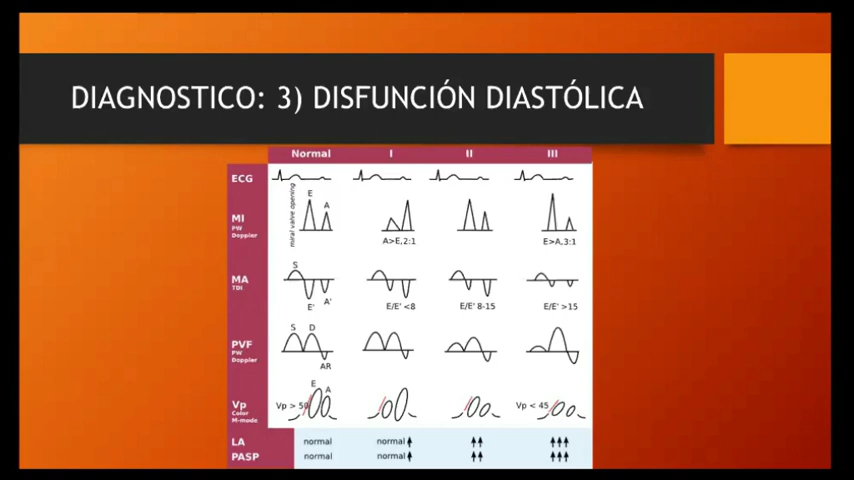 DIAGNOSTICO: 3) DISFUNCIÓN DIASTÓLICA
Normal I II III
ECG
MI
PW
Doppler
miral valve opening
E
A
A>E,2:1
E>A,3:1
MA
TDI
S
E'
A'
E/E' <8
E/E' 8-15
E/E' >15
PVF
PW
Doppler
S D
AR
Vp
Color
M-mode
E
A
Vp > 50
Vp < 45
LA normal normal
PASP normal normal